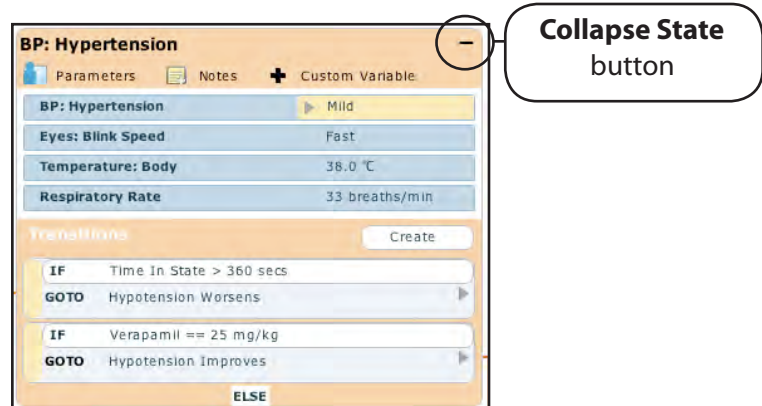 BP: Hypertension
Parameters Notes Custom Variable
BP: Hypertension Mild
Eyes: Blink Speed Fast
Temperature: Body 38.0 ℃
Respiratory Rate 33 breaths/min
Transitions Create
IF Time In State > 360 secs
GOTO Hypotension Worsens
IF Verapamil == 25 mg/kg
GOTO Hypotension Improves
ELSE
Collapse State
button